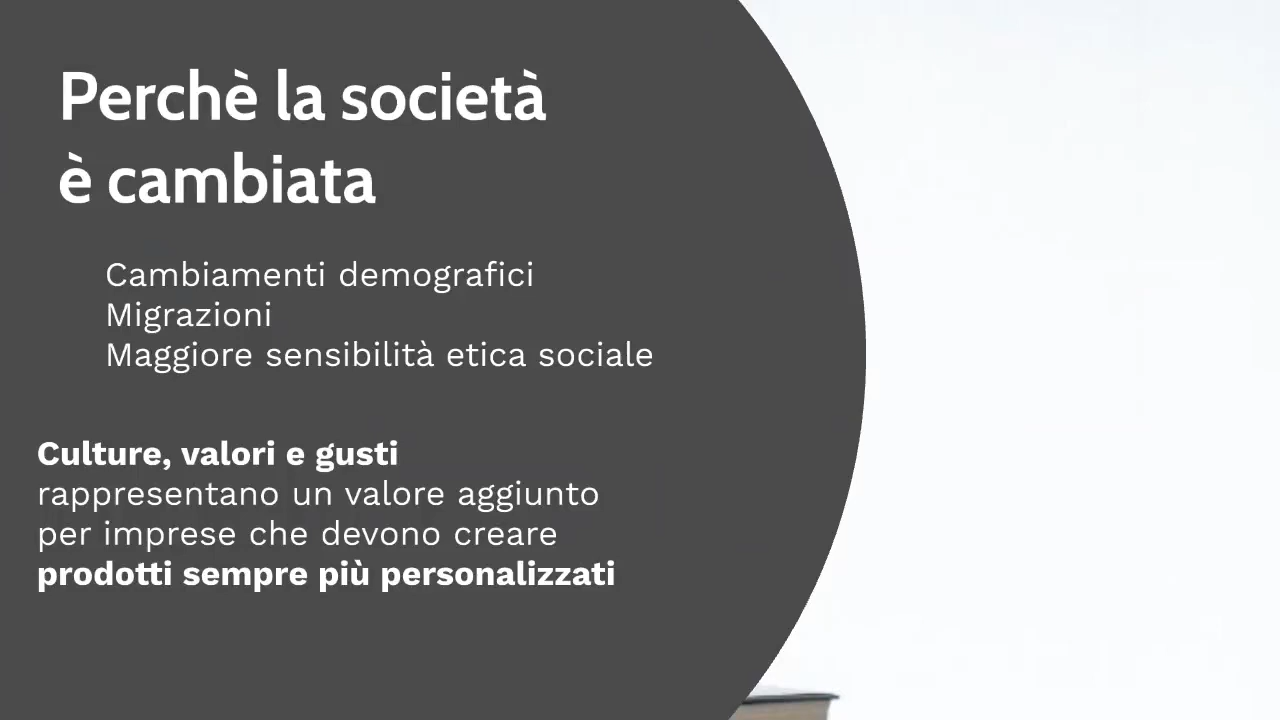 Perchè la società
è cambiata
Cambiamenti demografici
Migrazioni
Maggiore sensibilità etica sociale
Culture, valori e gusti
rappresentano un valore aggiunto
per imprese che devono creare
prodotti sempre più personalizzati